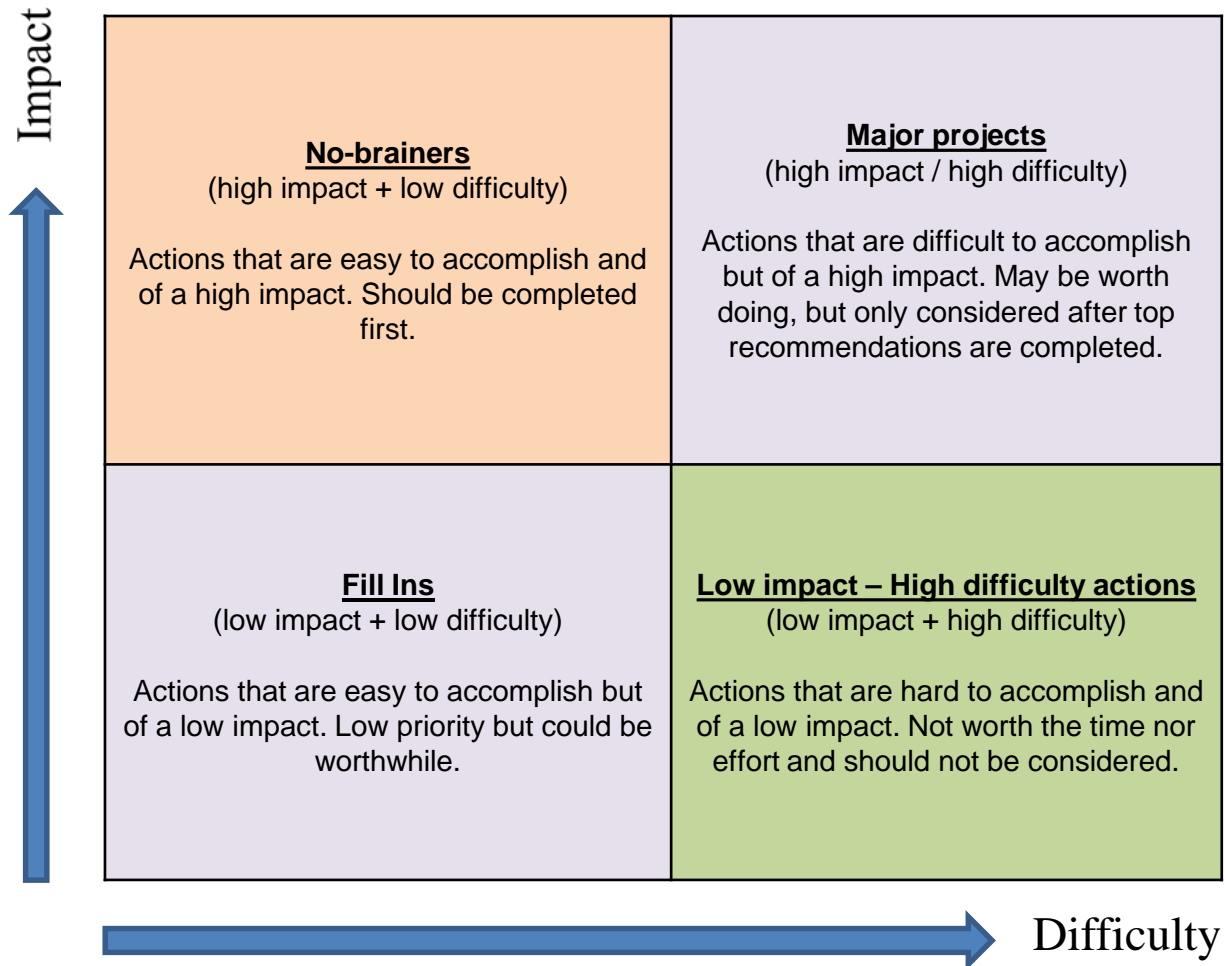 Impact
No-brainers
(high impact + low difficulty)
Actions that are easy to accomplish and
of a high impact. Should be completed
first.
Major projects
(high impact / high difficulty)
Actions that are difficult to accomplish
but of a high impact. May be worth
doing, but only considered after top
recommendations are completed.
Fill Ins
(low impact + low difficulty)
Actions that are easy to accomplish but
of a low impact. Low priority but could be
worthwhile.
Low impact – High difficulty actions
(low impact + high difficulty)
Actions that are hard to accomplish and
of a low impact. Not worth the time nor
effort and should not be considered.
Difficulty